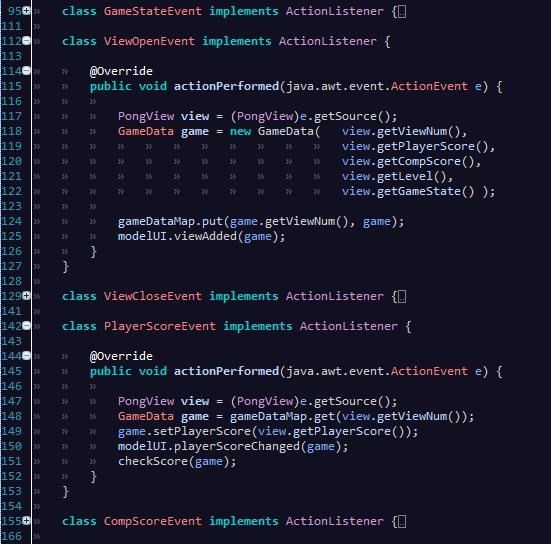 95 class GameStateEvent implements ActionListener {
111
112 class ViewOpenEvent implements ActionListener {
113
114 @Override
115 public void actionPerformed(java.awt.event.ActionEvent e) {
116
117 PongView view = (PongView)e.getSource();
118 GameData game = new GameData( view.getViewNum(),
119 view.getPlayerScore(),
120 view.getCompScore(),
121 view.getLevel(),
122 view.getGameState() );
123
124 gameDataMap.put(game.getViewNum(), game);
125 modelUI.viewAdded(game);
126 }
127 }
128
129 class ViewCloseEvent implements ActionListener {
141
142 class PlayerScoreEvent implements ActionListener {
143
144 @Override
145 public void actionPerformed(java.awt.event.ActionEvent e) {
146
147 PongView view = (PongView)e.getSource();
148 GameData game = gameDataMap.get(view.getViewNum());
149 game.setPlayerScore(view.getPlayerScore());
150 modelUI.playerScoreChanged(game);
151 checkScore(game);
152 }
153 }
154
155 class CompScoreEvent implements ActionListener {
166